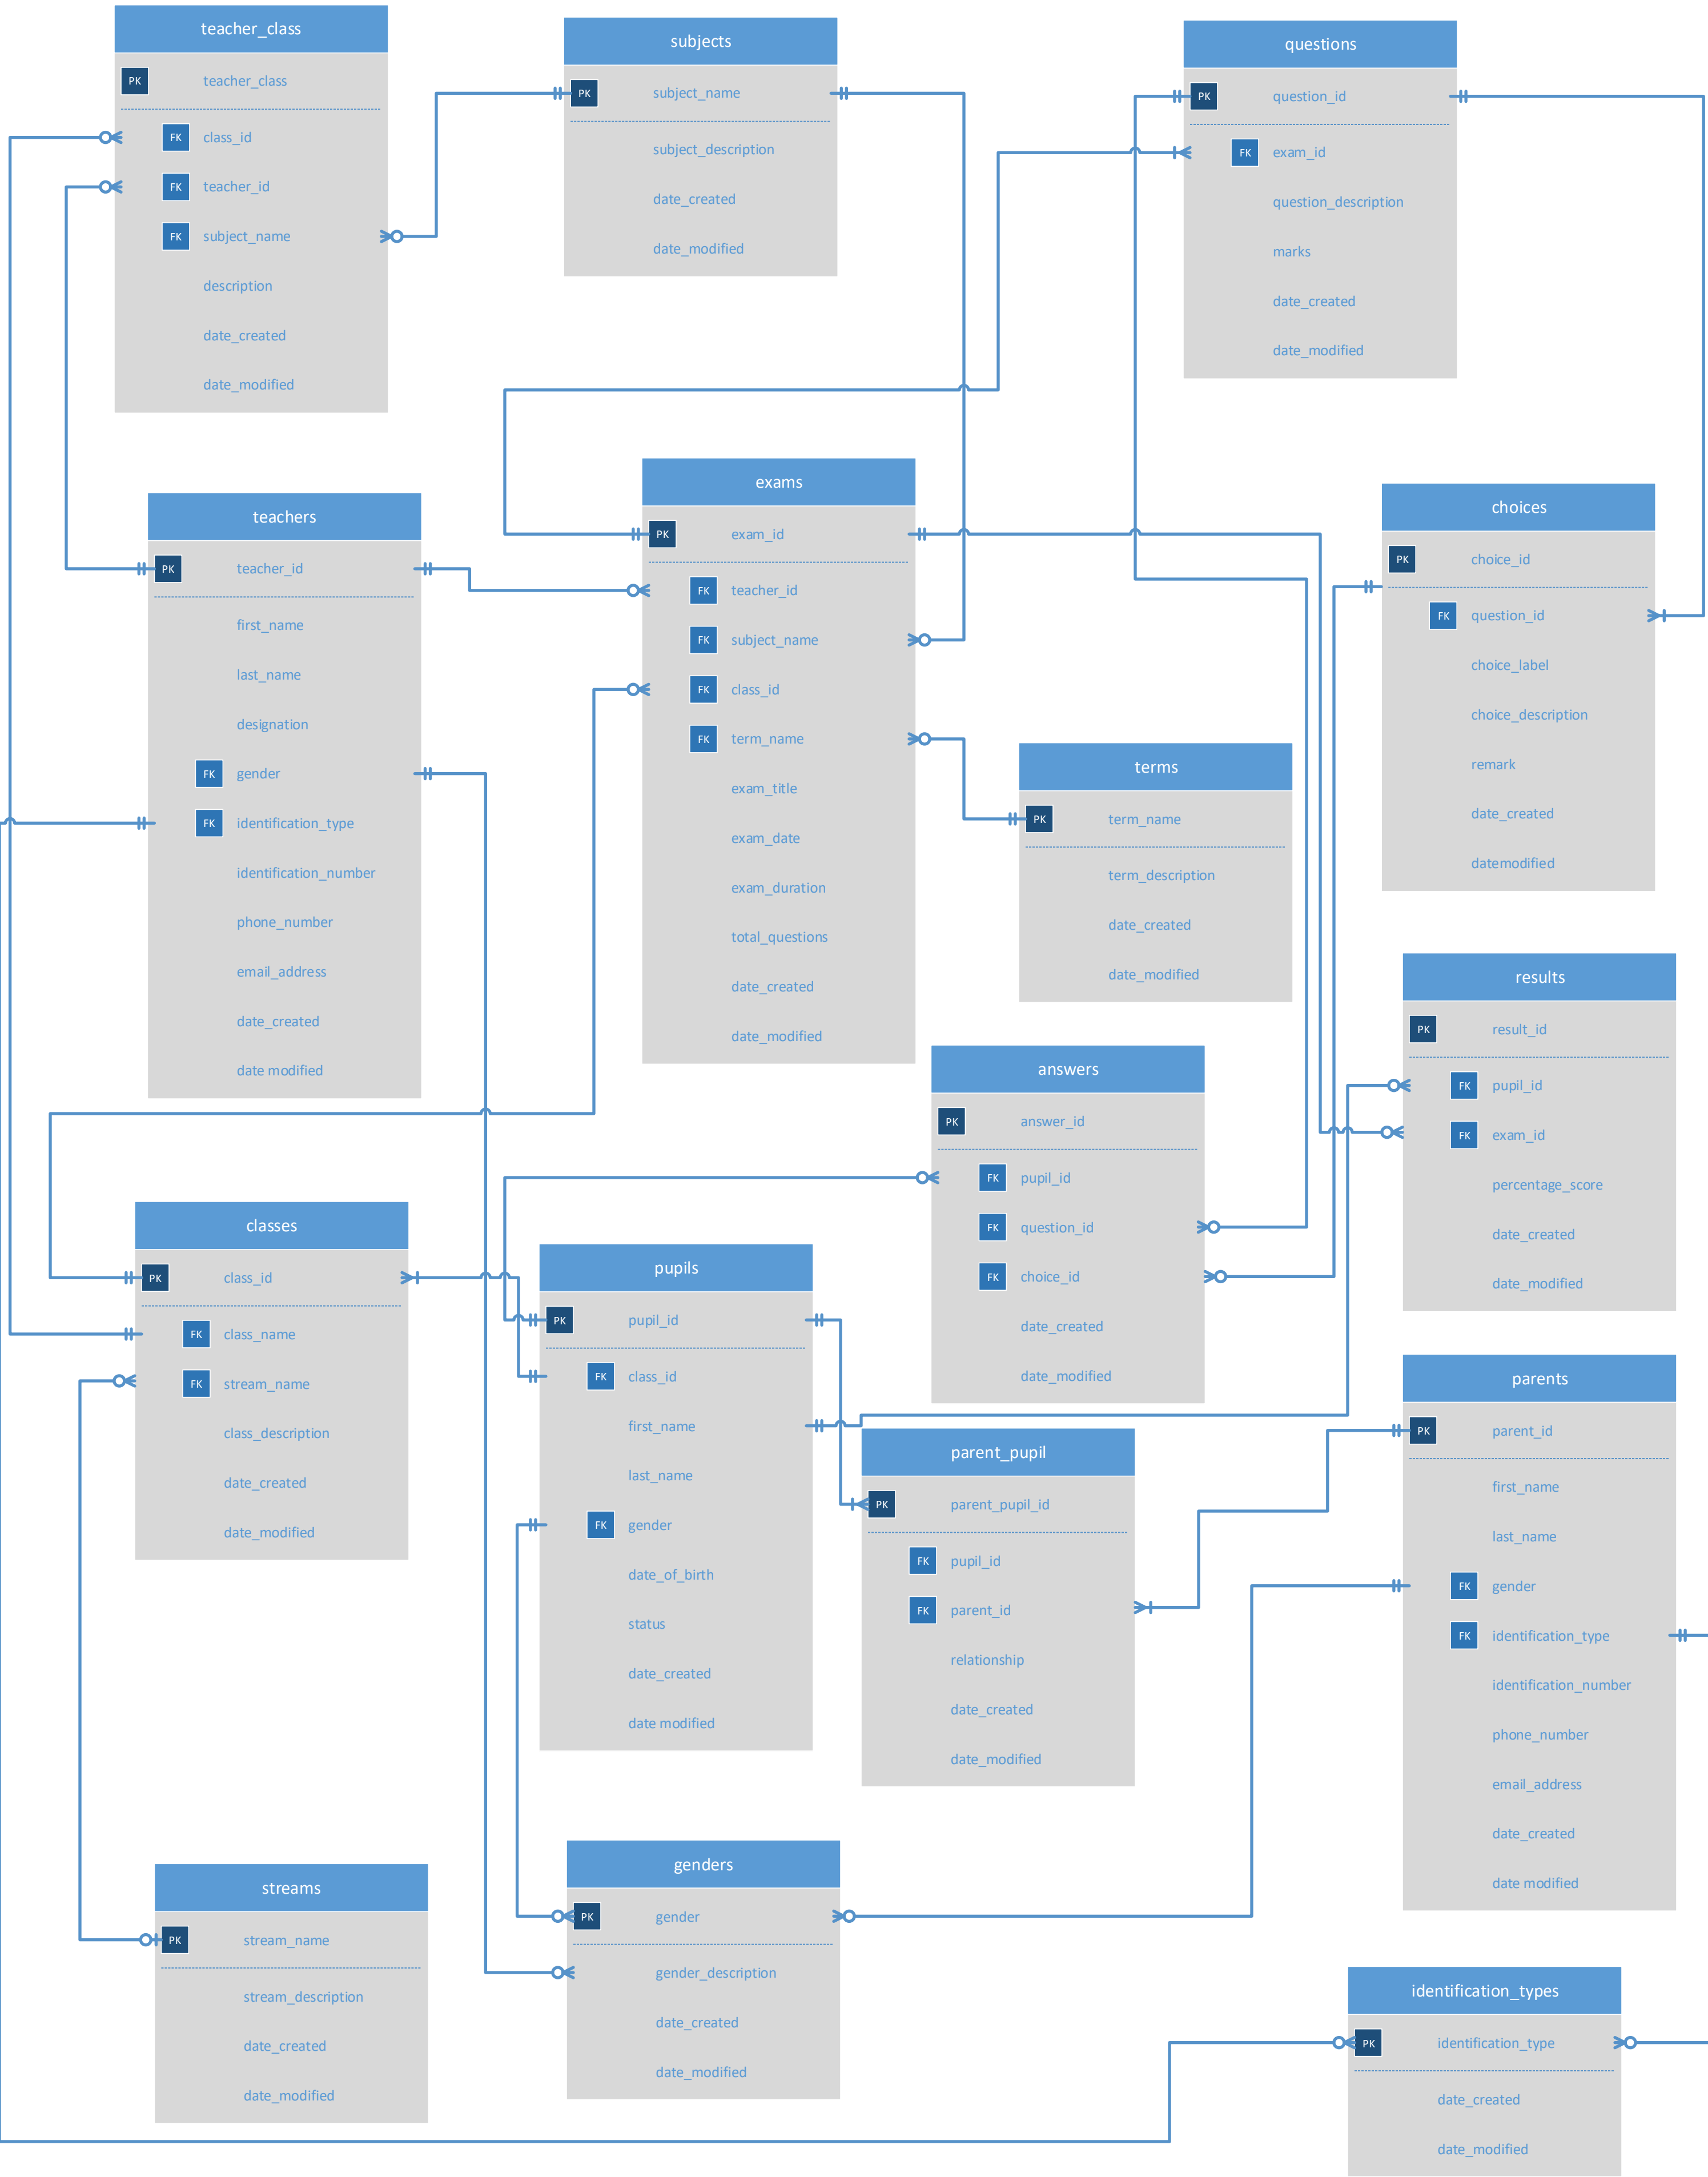 teacher_class
PK teacher_class
FK class_id
FK teacher_id
FK subject_name
description
date_created
date_modified
subjects
PK subject_name
subject_description
date_created
date_modified
questions
PK question_id
FK exam_id
question_description
marks
date_created
date_modified
teachers
PK teacher_id
first_name
last_name
designation
FK gender
FK identification_type
identification_number
phone_number
email_address
date_created
date modified
exams
PK exam_id
FK teacher_id
FK subject_name
FK class_id
FK term_name
exam_title
exam_date
exam_duration
total_questions
date_created
date_modified
choices
PK choice_id
FK question_id
choice_label
choice_description
remark
date_created
datemodified
terms
PK term_name
term_description
date_created
date_modified
results
PK result_id
FK pupil_id
FK exam_id
percentage_score
date_created
date_modified
answers
PK answer_id
FK pupil_id
FK question_id
FK choice_id
date_created
date_modified
classes
PK class_id
FK class_name
FK stream_name
class_description
date_created
date_modified
pupils
PK pupil_id
FK class_id
first_name
last_name
FK gender
date_of_birth
status
date_created
date modified
parent_pupil
PK parent_pupil_id
FK pupil_id
FK parent_id
relationship
date_created
date_modified
parents
PK parent_id
first_name
last_name
FK gender
FK identification_type
identification_number
phone_number
email_address
date_created
date modified
streams
PK stream_name
stream_description
date_created
date_modified
genders
PK gender
gender_description
date_created
date_modified
identification_types
PK identification_type
date_created
date_modified